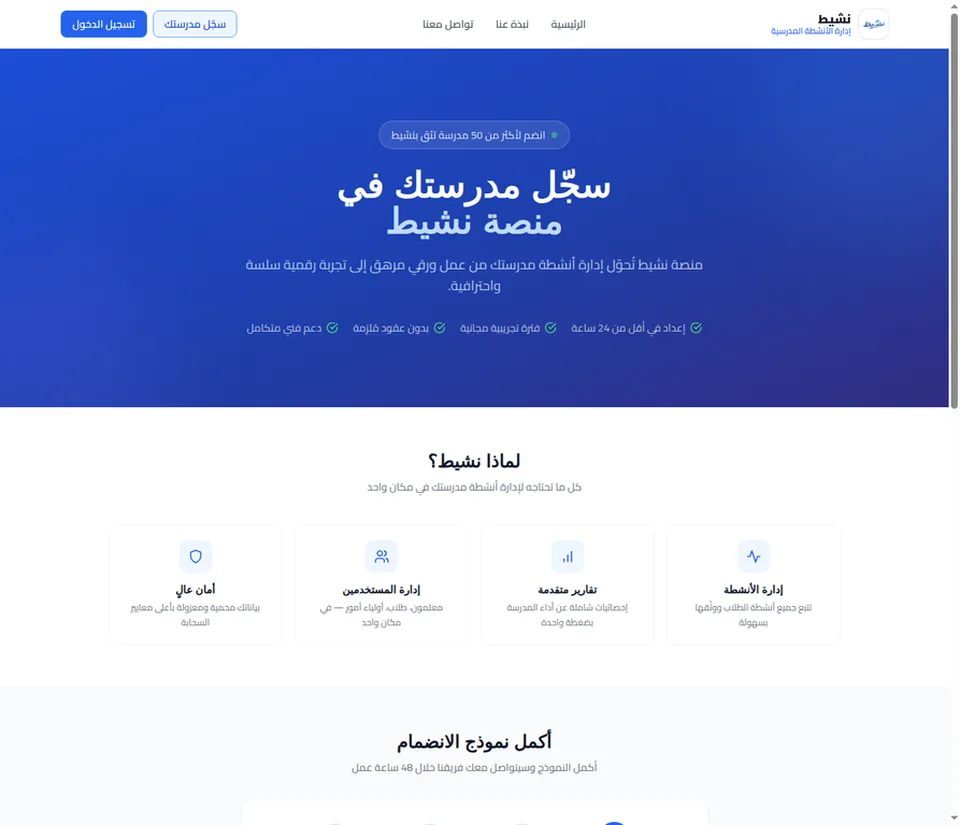 نشيط
إدارة الأنشطة المدرسية
الرئيسية
نبذة عنا
تواصل معنا
سجّل مدرستك
تسجيل الدخول
انضم لأكثر من 50 مدرسة تثق بنشيط
سجّل مدرستك في
منصة نشيط
منصة نشيط تُحوّل إدارة أنشطة مدرستك من عمل ورقي مرهق إلى تجربة رقمية سلسة
واحترافية.
إعداد في أقل من 24 ساعة
فترة تجريبية مجانية
بدون عقود مُلزمة
دعم فني متكامل
لماذا نشيط؟
كل ما تحتاجه لإدارة أنشطة مدرستك في مكان واحد
إدارة الأنشطة
تتبع جميع أنشطة الطلاب ووثّقها
بسهولة
تقارير متقدمة
إحصائيات شاملة عن أداء المدرسة
بضغطة واحدة
إدارة المستخدمين
معلمون، طلاب، أولياء أمور — في
مكان واحد
أمان عالٍ
بياناتك محمية ومعزولة بأعلى معايير
السحابة
أكمل نموذج الانضمام
أكمل النموذج وسيتواصل معك فريقنا خلال 48 ساعة عمل